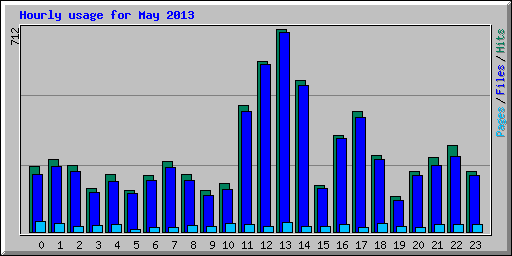 Hourly usage for May 2013
712
Pages/Files/Hits
0 1 2 3 4 5 6 7 8 9 10 11 12 13 14 15 16 17 18 19 20 21 22 23